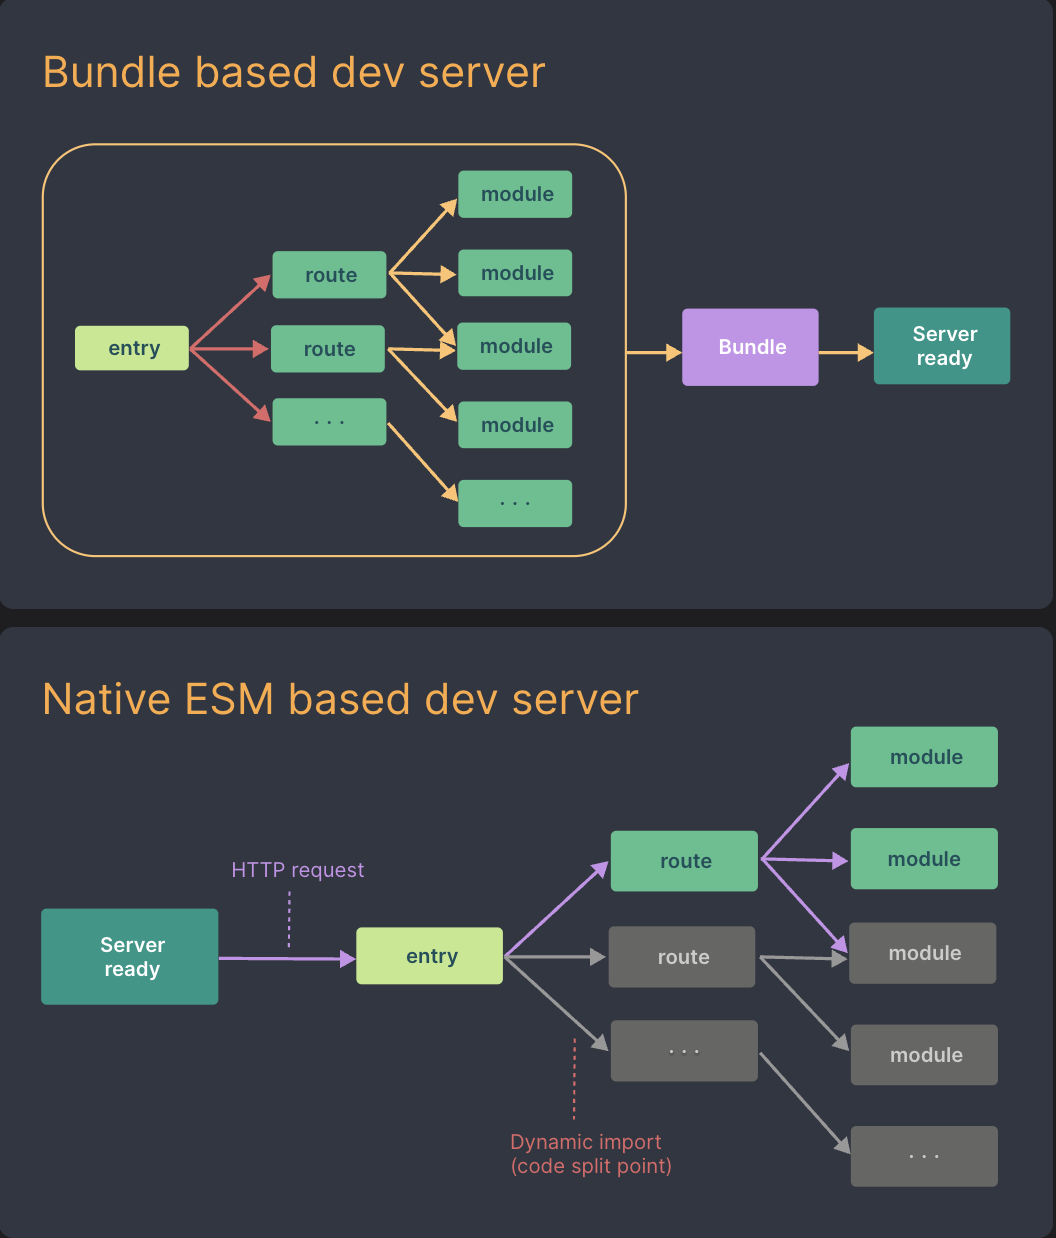 Bundle based dev server
module
route
module
entry
route
module
Bundle
Server
ready
. . .
module
. . .
Native ESM based dev server
module
HTTP request
route
module
Server
ready
entry
route
module
. . .
module
Dynamic import
(code split point)
. . .